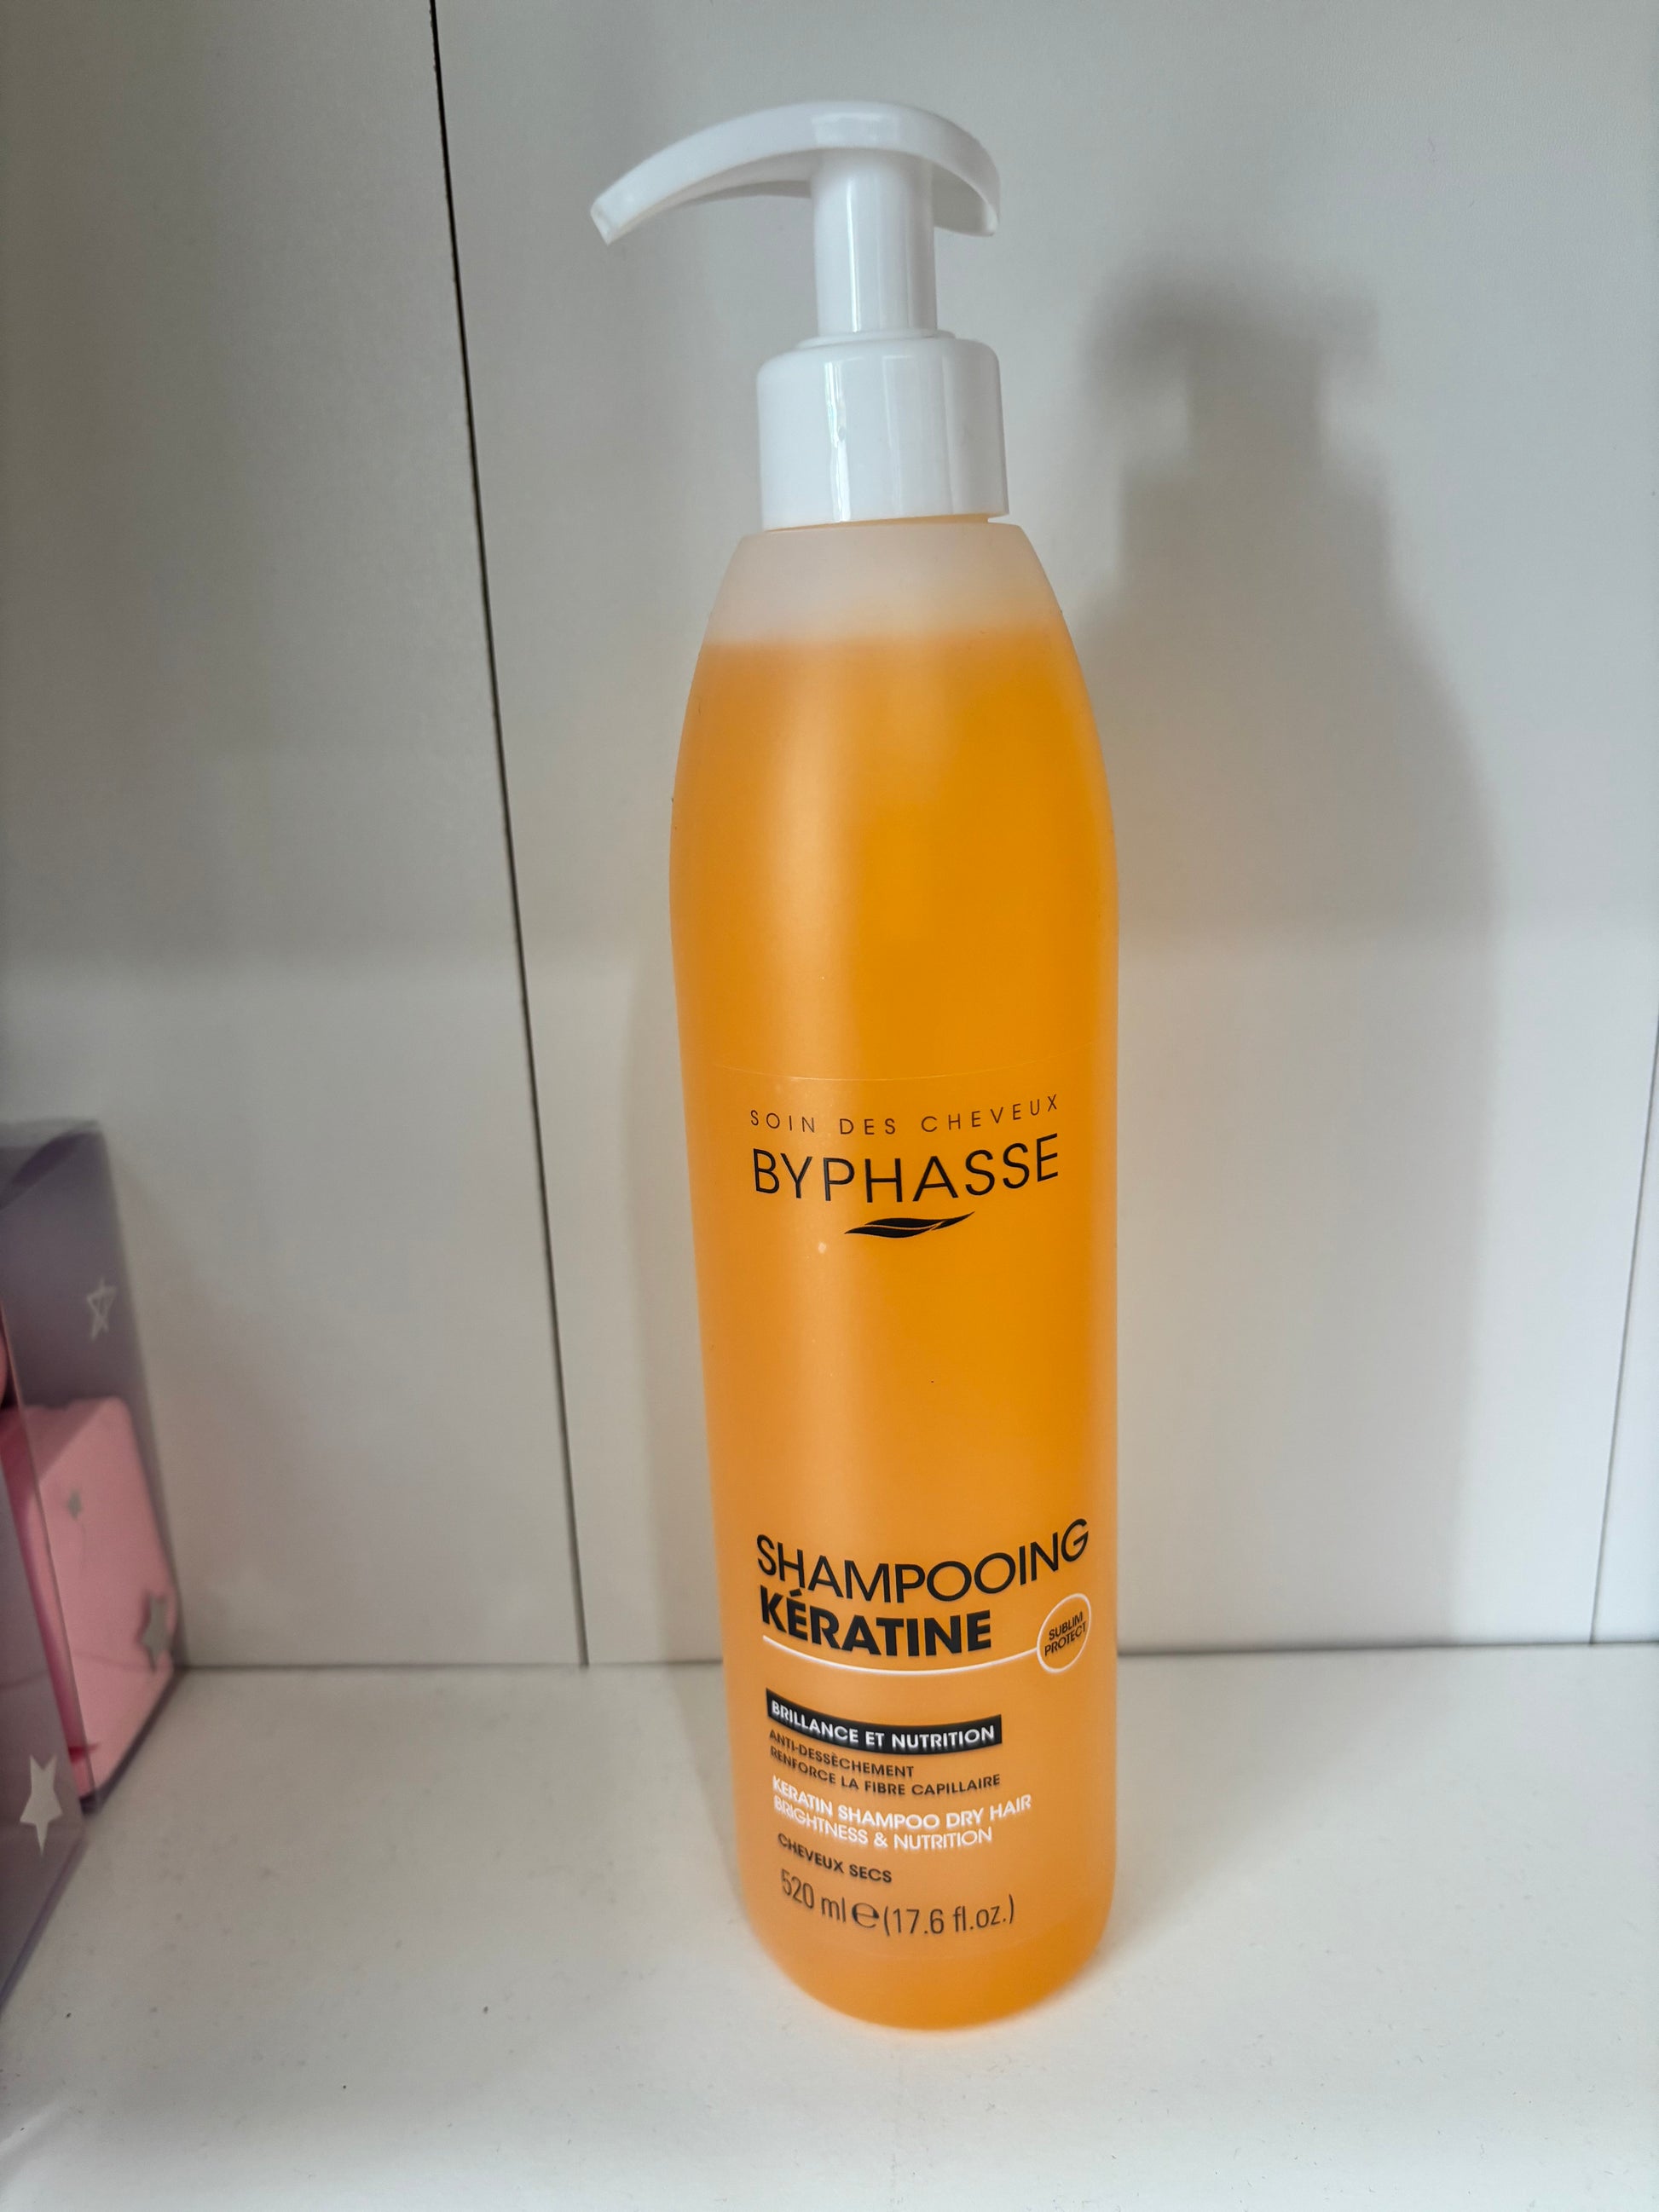 SOIN DES CHEVEUX
BYPHASSE
SHAMPOOING
KÉRATINE
SUBLIM
PROTECT
BRILLANCE ET NUTRITION
ANTI-DESSÈCHEMENT
RENFORCE LA FIBRE CAPILLAIRE
KERATIN SHAMPOO DRY HAIR
BRIGHTNESS & NUTRITION
CHEVEUX SECS
520 ml ℮ (17.6 fl.oz.)